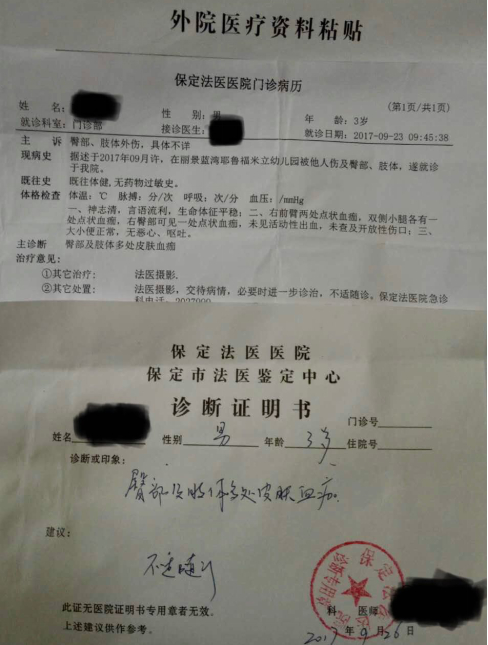 外院医疗资料粘贴
保定法医医院门诊病历
(第1页/共1页)
姓 名: 性 别: 男 年 龄: 3岁
就诊科室: 门诊部 接诊医生: 就诊日期: 2017-09-23 09:45:38
主 诉 臀部、肢体外伤,具体不详
现病史 据述于2017年09月许,在丽景蓝湾耶鲁福米立幼儿园被他人伤及臀部、肢体,遂就诊
于我院。
既往史 既往体健,无药物过敏史。
体格检查 体温: ℃ 脉搏: 分/次 呼吸: 次/分 血压: /mmHg
一、神志清,言语流利,生命体征平稳;二、右前臂两处点状血痂,双侧小腿各有一
处点状血痂,右臀部可见一处点状血痂,未见活动性出血,未查及开放性伤口;三、
大小便正常,无恶心、呕吐。
主诊断 臀部及肢体多处皮肤血痂
治疗意见:
①其它治疗: 法医摄影.
②其它处置: 法医摄影,交待病情,必要时进一步诊治,不适随诊,保定法医医院急诊
科电话 2027000
保定法医医院
保定市法医鉴定中心
诊断证明书
门诊号
姓名 性别 男 年龄 3岁 住院号
诊断或印象:
臀部及肢体多处皮肤血痂.
建议:
不适随诊
此证无医院证明书专用章者无效。 科 医师
上述建议供作参考。 2017年9月26日